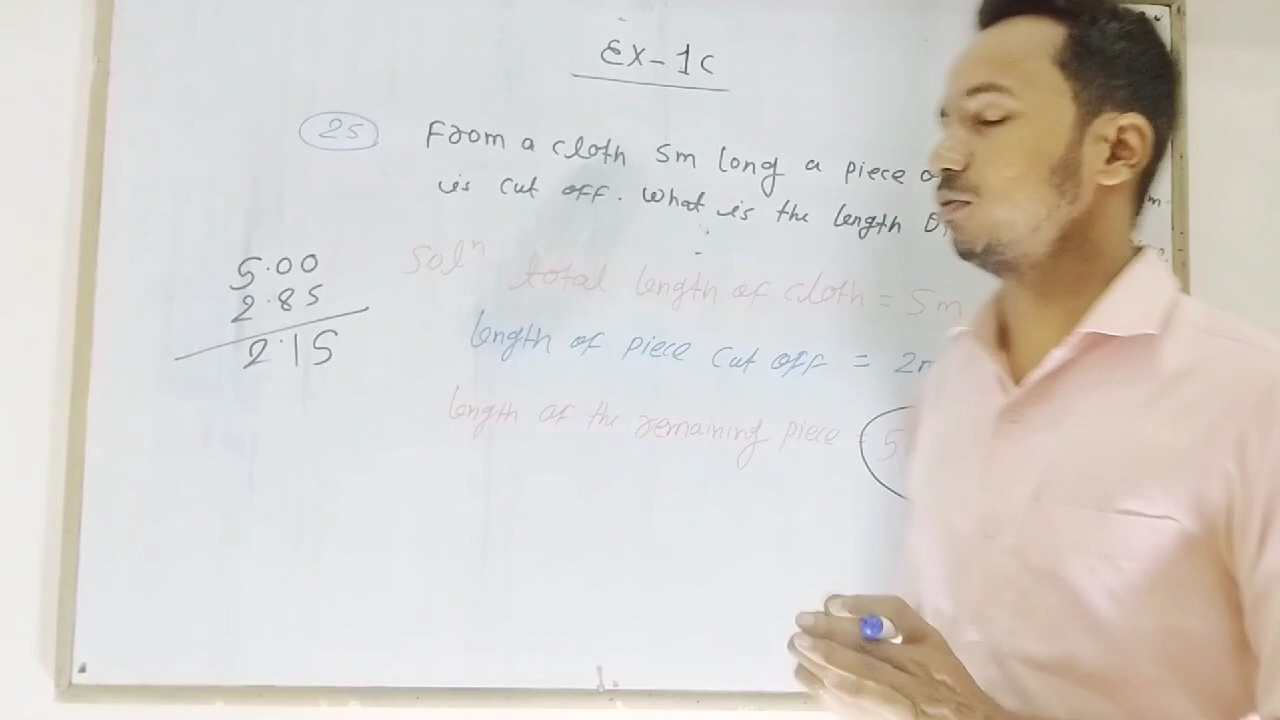 Ex-1c
25 From a cloth 5m long a piece
is cut off. What is the length
Solⁿ total length of cloth = 5m
length of piece cut off = 2
length of the remaining piece = 5
5.00
2.85
2.15